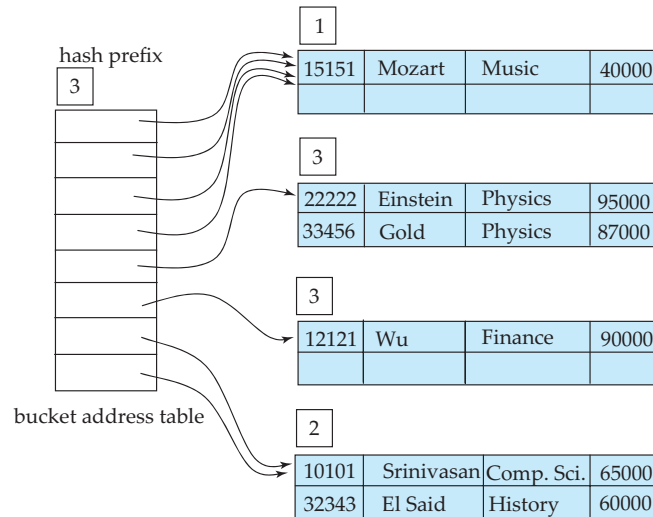 hash prefix
3
bucket address table
1
15151 Mozart Music 40000
3
22222 Einstein Physics 95000
33456 Gold Physics 87000
3
12121 Wu Finance 90000
2
10101 Srinivasan Comp. Sci. 65000
32343 El Said History 60000